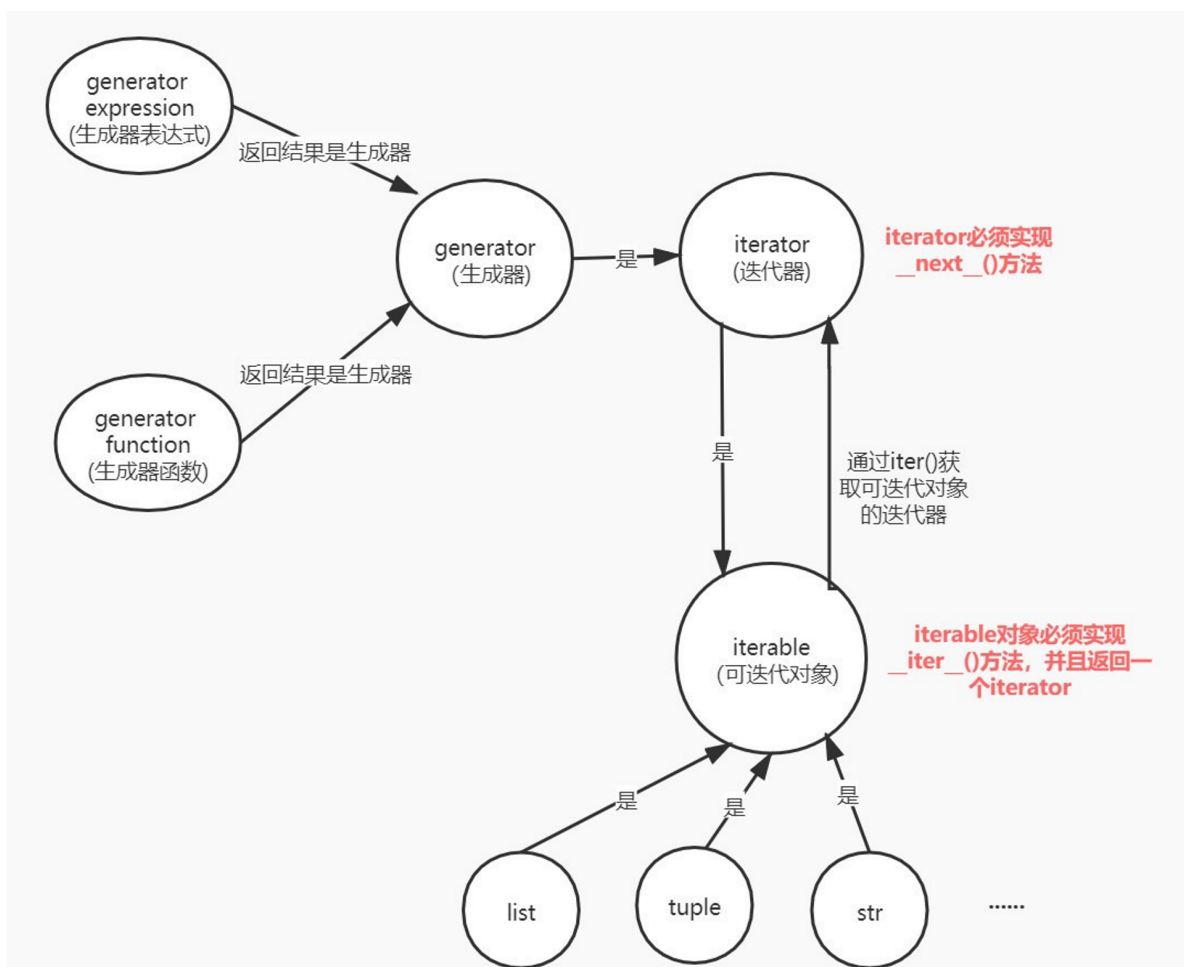 generator
expression
(生成器表达式)
返回结果是生成器
generator
(生成器)
是
iterator
(迭代器)
iterator必须实现
__next__()方法
返回结果是生成器
generator
function
(生成器函数)
是
通过iter()获
取可迭代对象
的迭代器
iterable
(可迭代对象)
iterable对象必须实现
__iter__()方法，并且返回一
个iterator
是
是
是
list
tuple
str
......